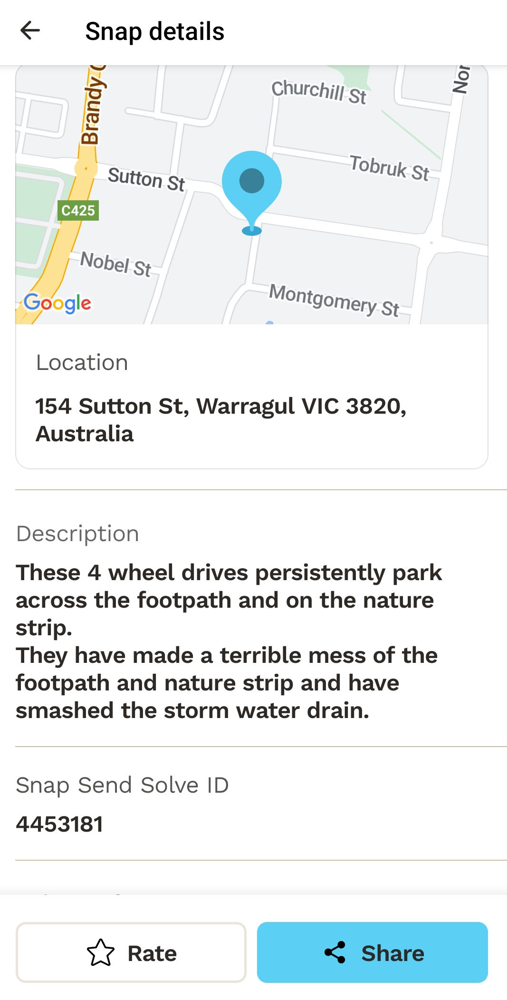 Snap details
Brandy
Churchill St
Nor
Tobruk St
Sutton St
C425
Nobel St
Montgomery St
Google
Location
154 Sutton St, Warragul VIC 3820,
Australia
Description
These 4 wheel drives persistently park
across the footpath and on the nature
strip.
They have made a terrible mess of the
footpath and nature strip and have
smashed the storm water drain.
Snap Send Solve ID
4453181
Rate
Share